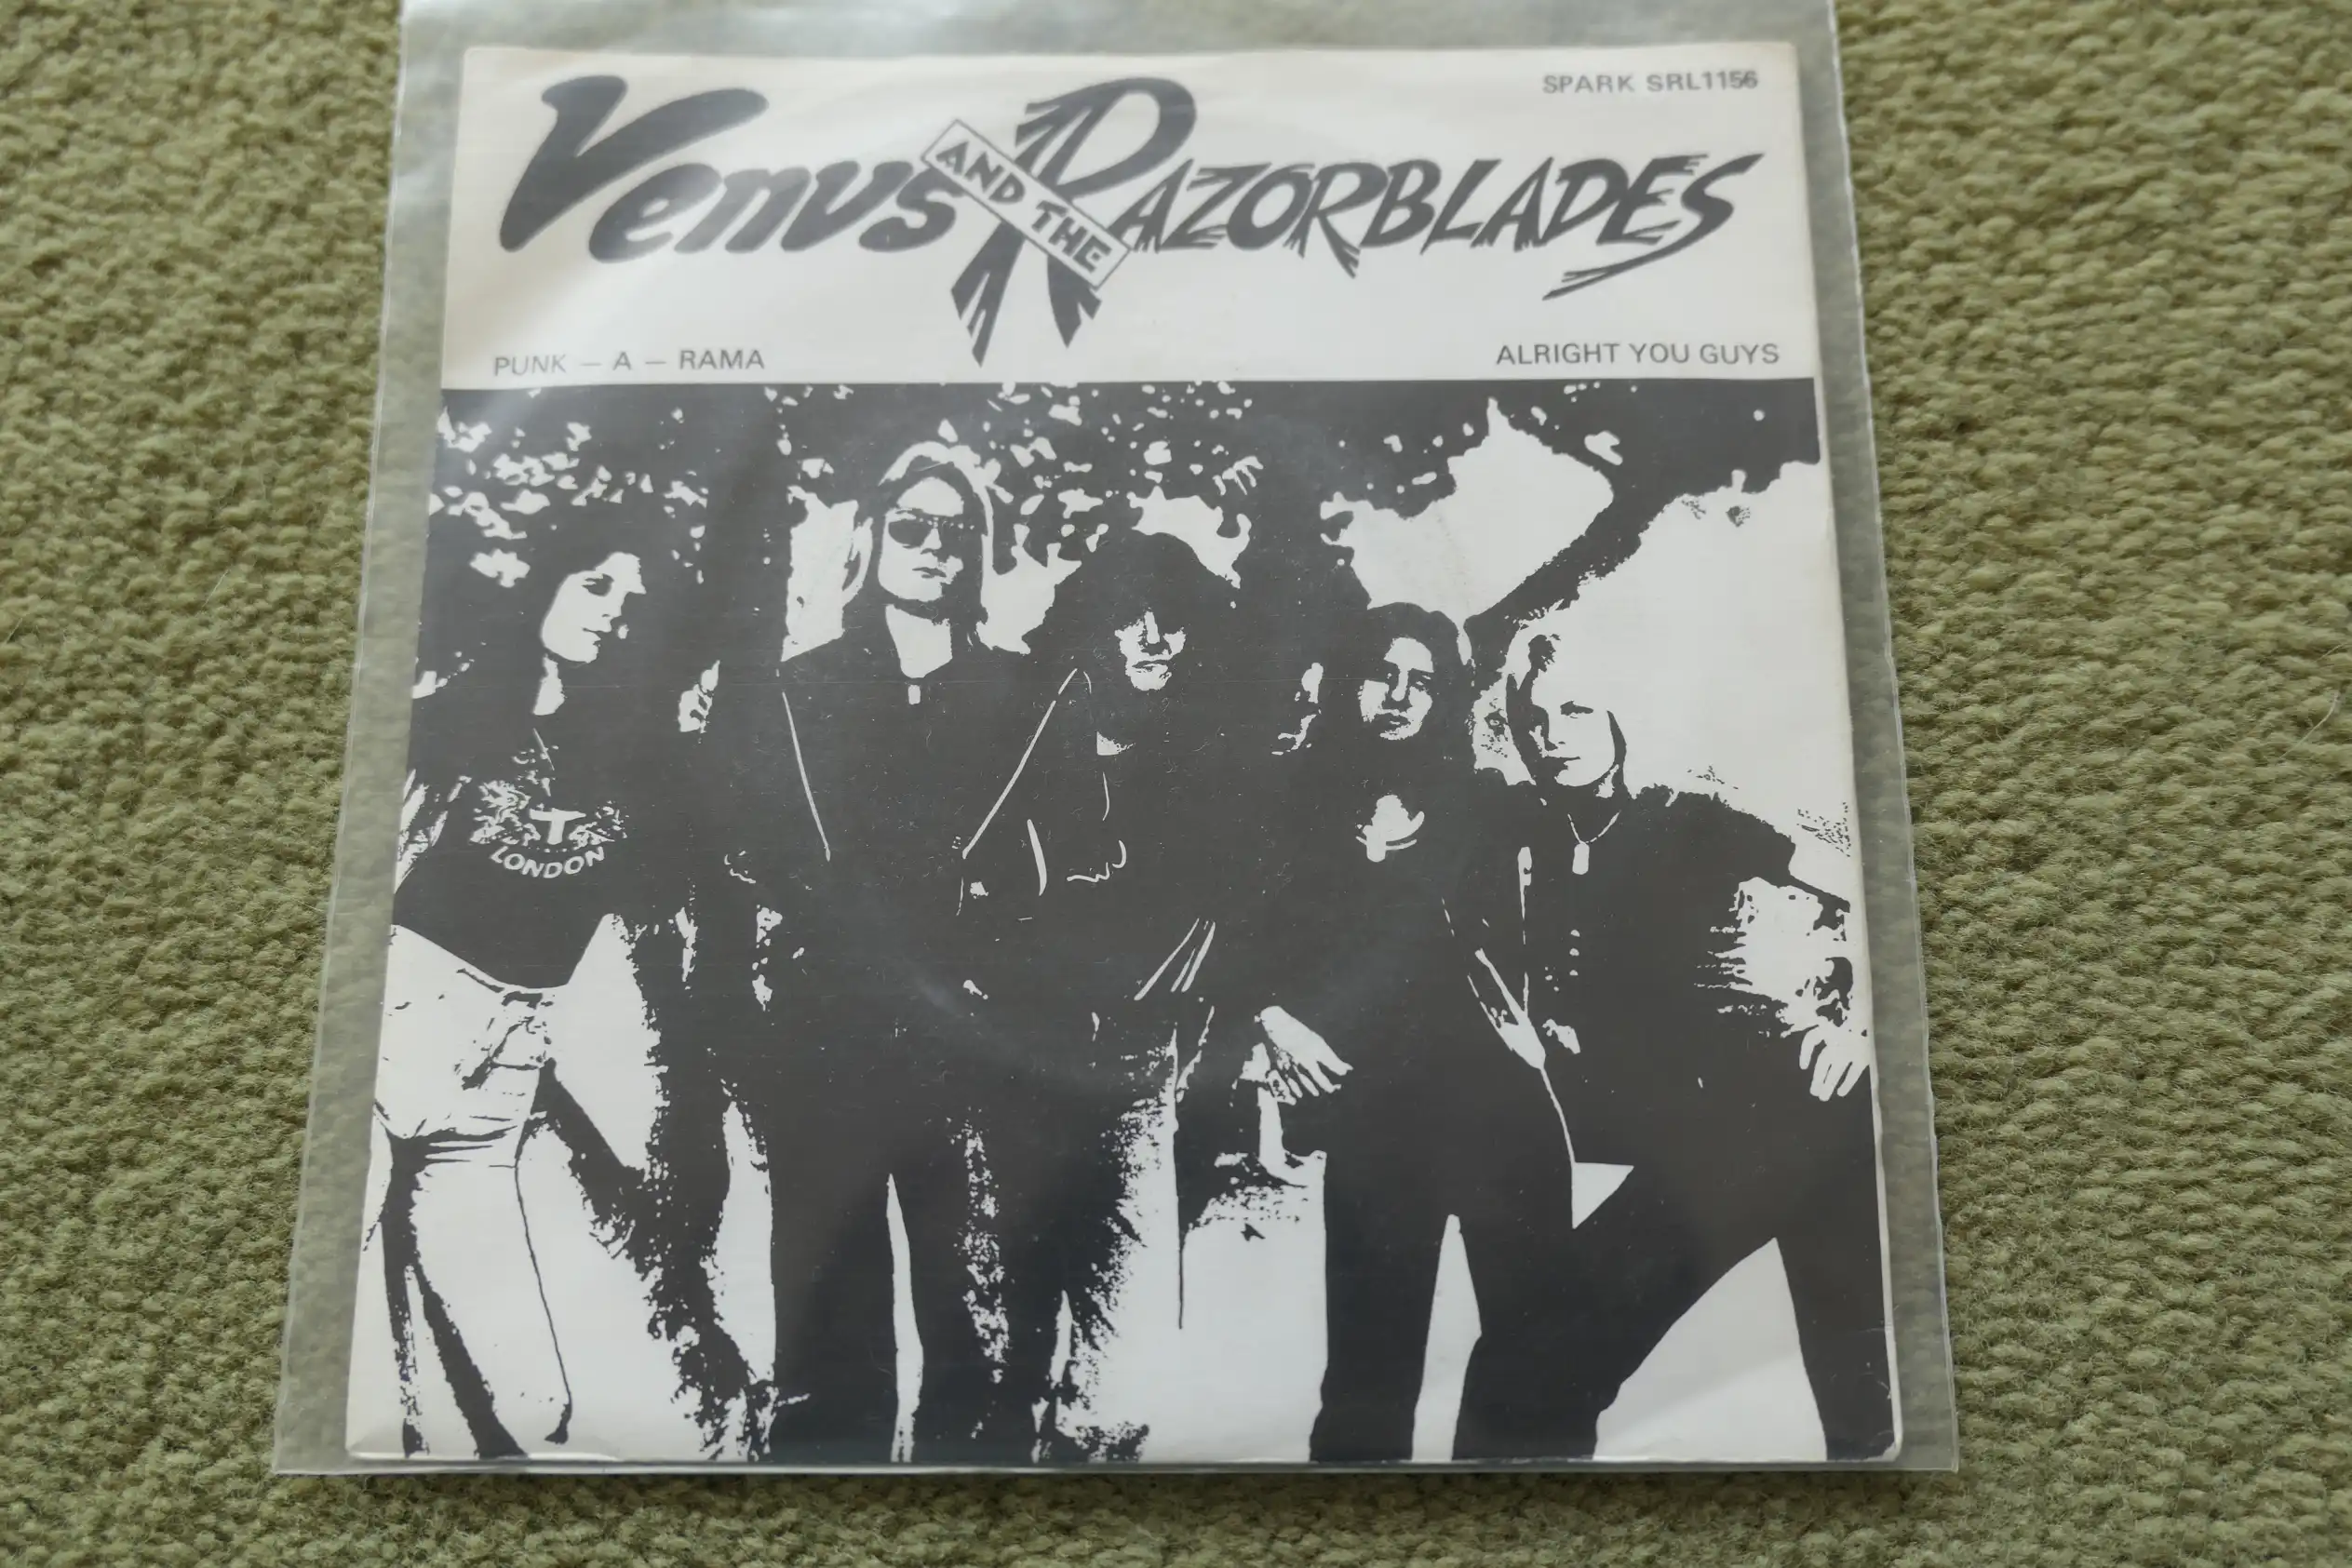 SPARK SRL1156
Venus AND THE RAZORBLADES
PUNK — A — RAMA
ALRIGHT YOU GUYS
T
LONDON